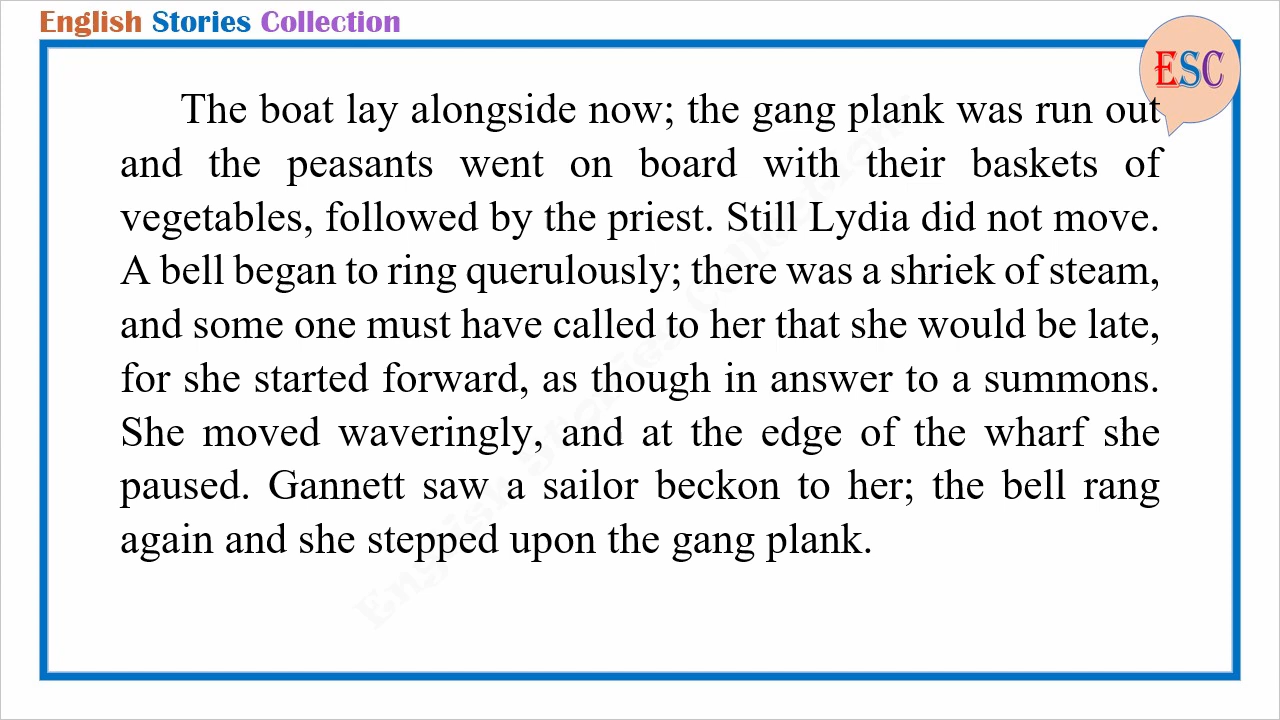 English Stories Collection
ESC
The boat lay alongside now; the gang plank was run out
and the peasants went on board with their baskets of
vegetables, followed by the priest. Still Lydia did not move.
A bell began to ring querulously; there was a shriek of steam,
and some one must have called to her that she would be late,
for she started forward, as though in answer to a summons.
She moved waveringly, and at the edge of the wharf she
paused. Gannett saw a sailor beckon to her; the bell rang
again and she stepped upon the gang plank.
English Stories Collection